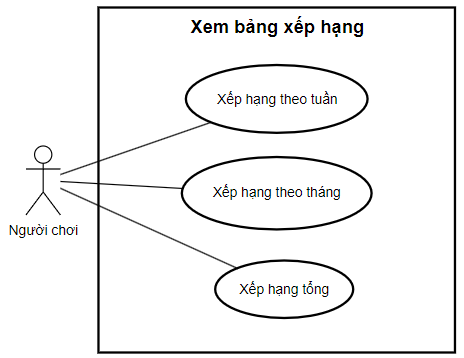 Xem bảng xếp hạng
Xếp hạng theo tuần
Xếp hạng theo tháng
Người chơi
Xếp hạng tổng